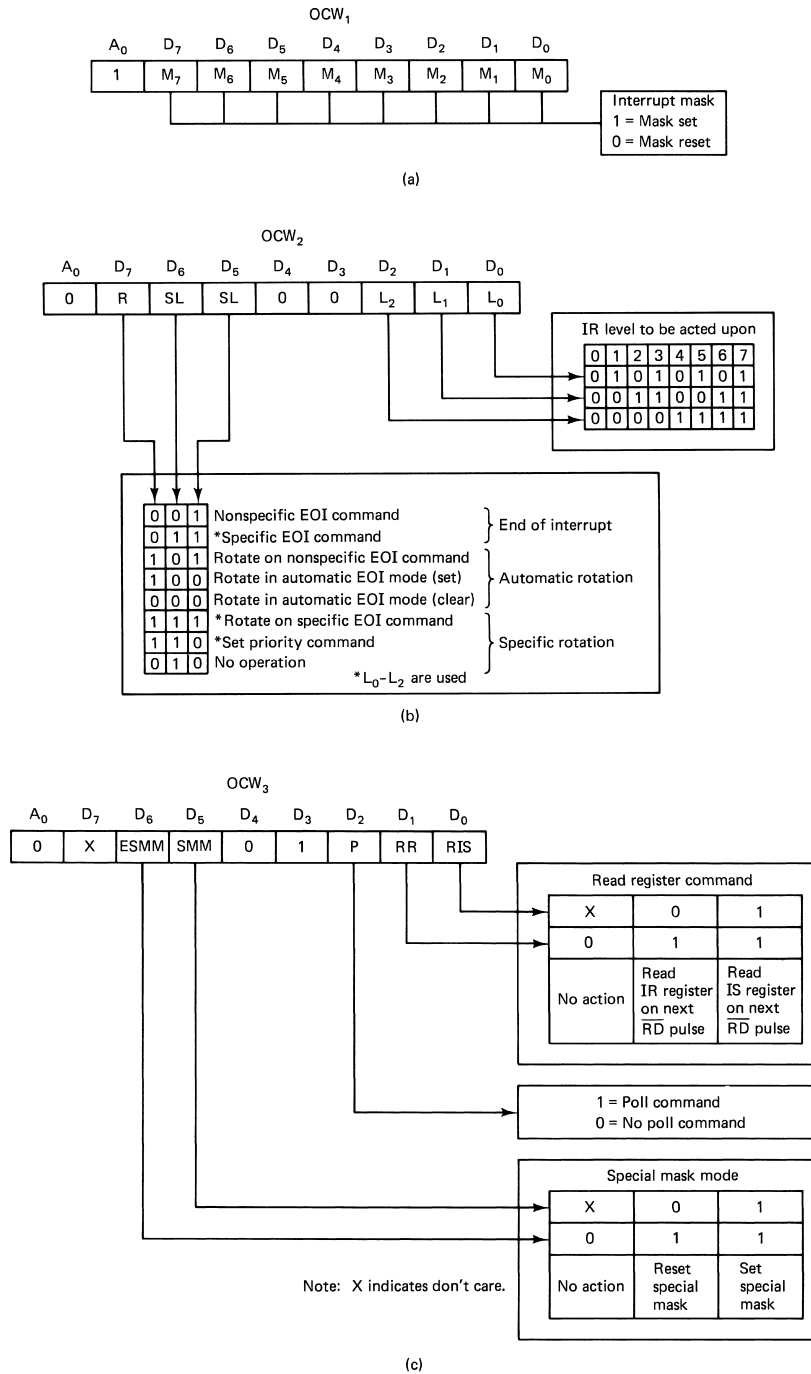 OCW₁
A₀ D₇ D₆ D₅ D₄ D₃ D₂ D₁ D₀
1 M₇ M₆ M₅ M₄ M₃ M₂ M₁ M₀
Interrupt mask
1 = Mask set
0 = Mask reset
(a)
OCW₂
A₀ D₇ D₆ D₅ D₄ D₃ D₂ D₁ D₀
0 R SL SL 0 0 L₂ L₁ L₀
IR level to be acted upon
0 1 2 3 4 5 6 7
0 1 0 1 0 1 0 1
0 0 1 1 0 0 1 1
0 0 0 0 1 1 1 1
0 0 1 Nonspecific EOI command
0 1 1 *Specific EOI command
End of interrupt
1 0 1 Rotate on nonspecific EOI command
1 0 0 Rotate in automatic EOI mode (set)
0 0 0 Rotate in automatic EOI mode (clear)
Automatic rotation
1 1 1 *Rotate on specific EOI command
1 1 0 *Set priority command
0 1 0 No operation
Specific rotation
*L₀-L₂ are used
(b)
OCW₃
A₀ D₇ D₆ D₅ D₄ D₃ D₂ D₁ D₀
0 X ESMM SMM 0 1 P RR RIS
Read register command
X 0 1
0 1 1
No action
Read
IR register
on next
R̅D̅ pulse
Read
IS register
on next
R̅D̅ pulse
1 = Poll command
0 = No poll command
Special mask mode
X 0 1
0 1 1
No action
Reset
special
mask
Set
special
mask
Note: X indicates don't care.
(c)